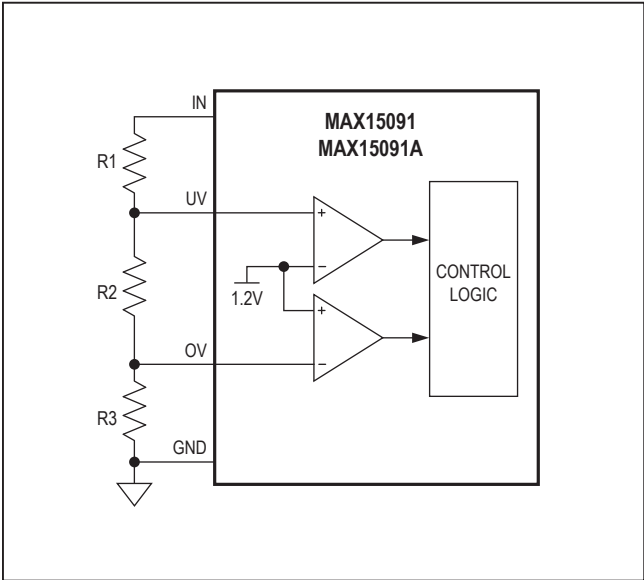 IN
MAX15091
MAX15091A
R1
UV
+
−
1.2V
CONTROL
LOGIC
R2
+
OV
−
R3
GND